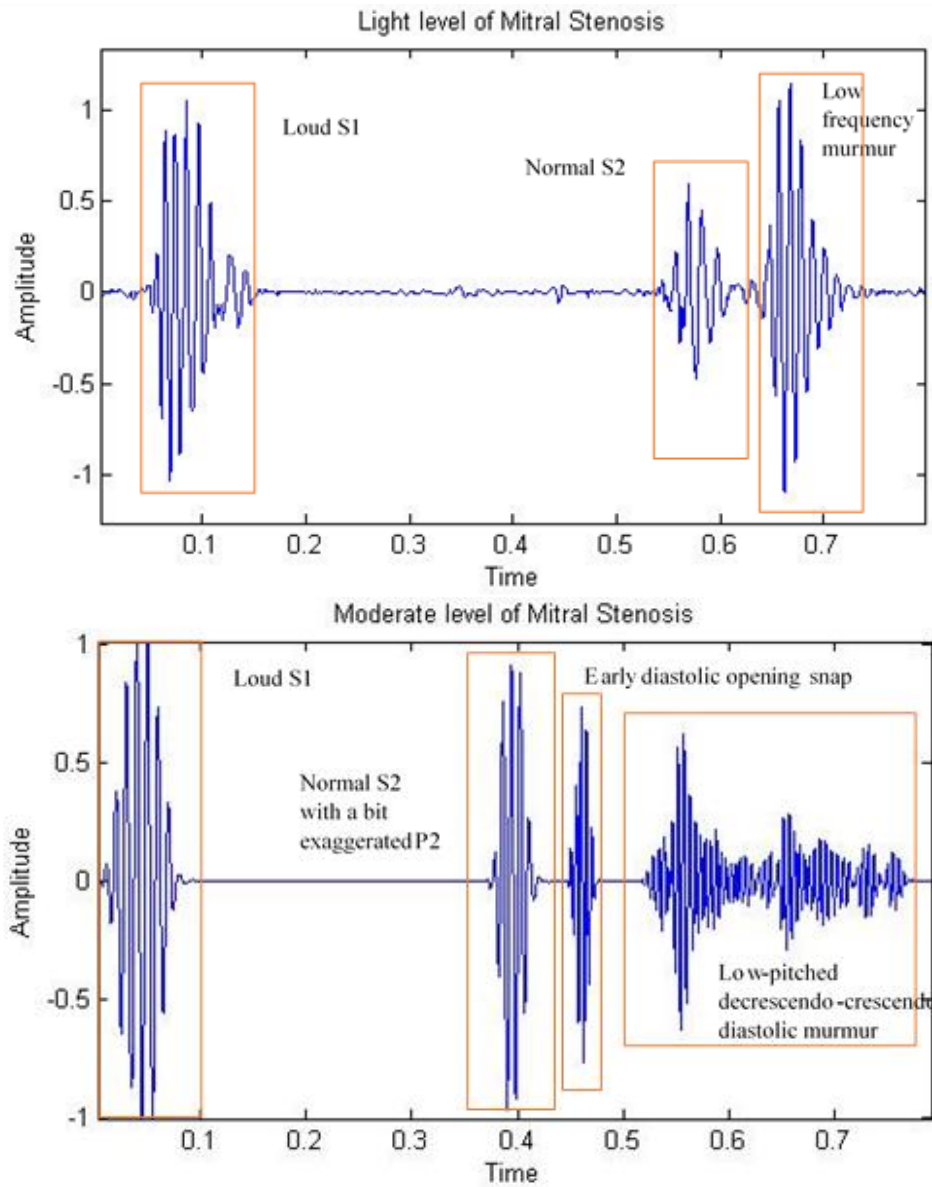 Light level of Mitral Stenosis
Loud S1
Low
frequency
murmur
Normal S2
1
0.5
0
-0.5
-1
Amplitude
0.1 0.2 0.3 0.4 0.5 0.6 0.7
Time
Moderate level of Mitral Stenosis
Loud S1
Early diastolic opening snap
Normal S2
with a bit
exaggerated P2
1
0.5
0
-0.5
-1
Amplitude
Low-pitched
decrescendo-crescendo
diastolic murmur
0.1 0.2 0.3 0.4 0.5 0.6 0.7
Time